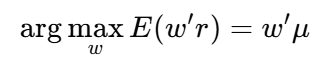 arg max E(w′r) = w′μ
w